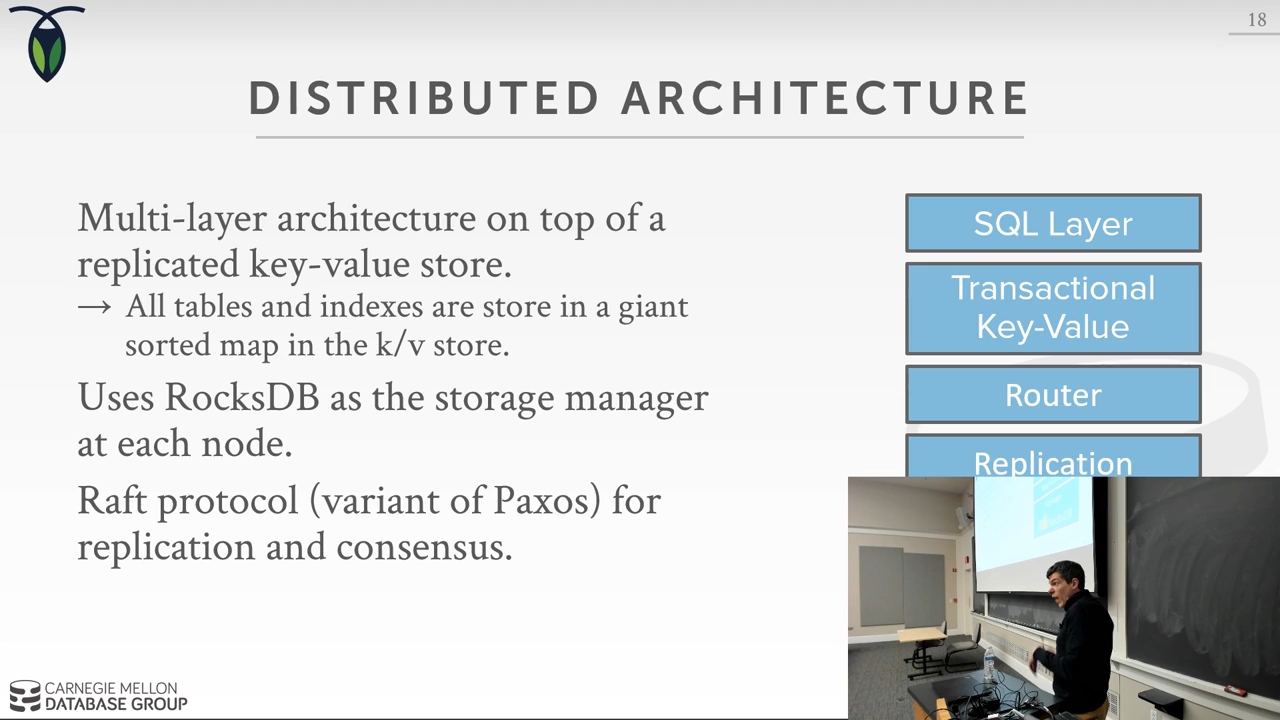 18
DISTRIBUTED ARCHITECTURE
Multi-layer architecture on top of a
replicated key-value store.
→ All tables and indexes are store in a giant
sorted map in the k/v store.
Uses RocksDB as the storage manager
at each node.
Raft protocol (variant of Paxos) for
replication and consensus.
SQL Layer
Transactional
Key-Value
Router
Replication
CARNEGIE MELLON
DATABASE GROUP